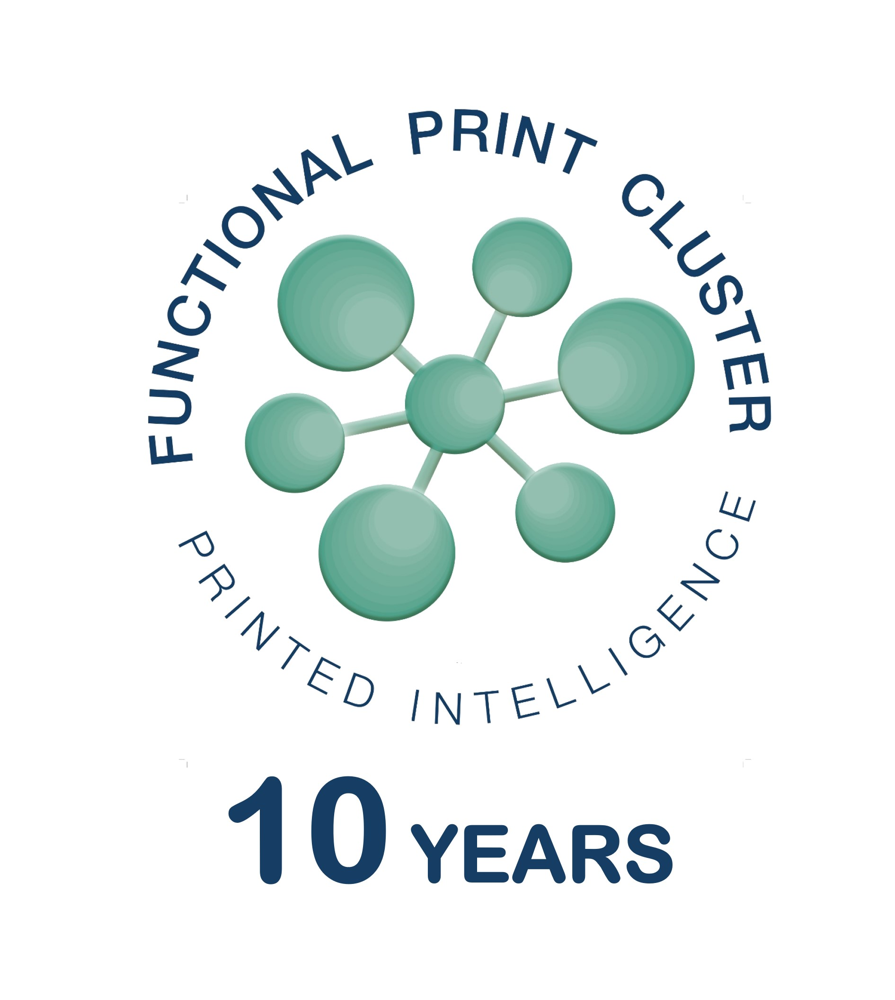 FUNCTIONAL PRINT CLUSTER
PRINTED INTELLIGENCE
10 YEARS